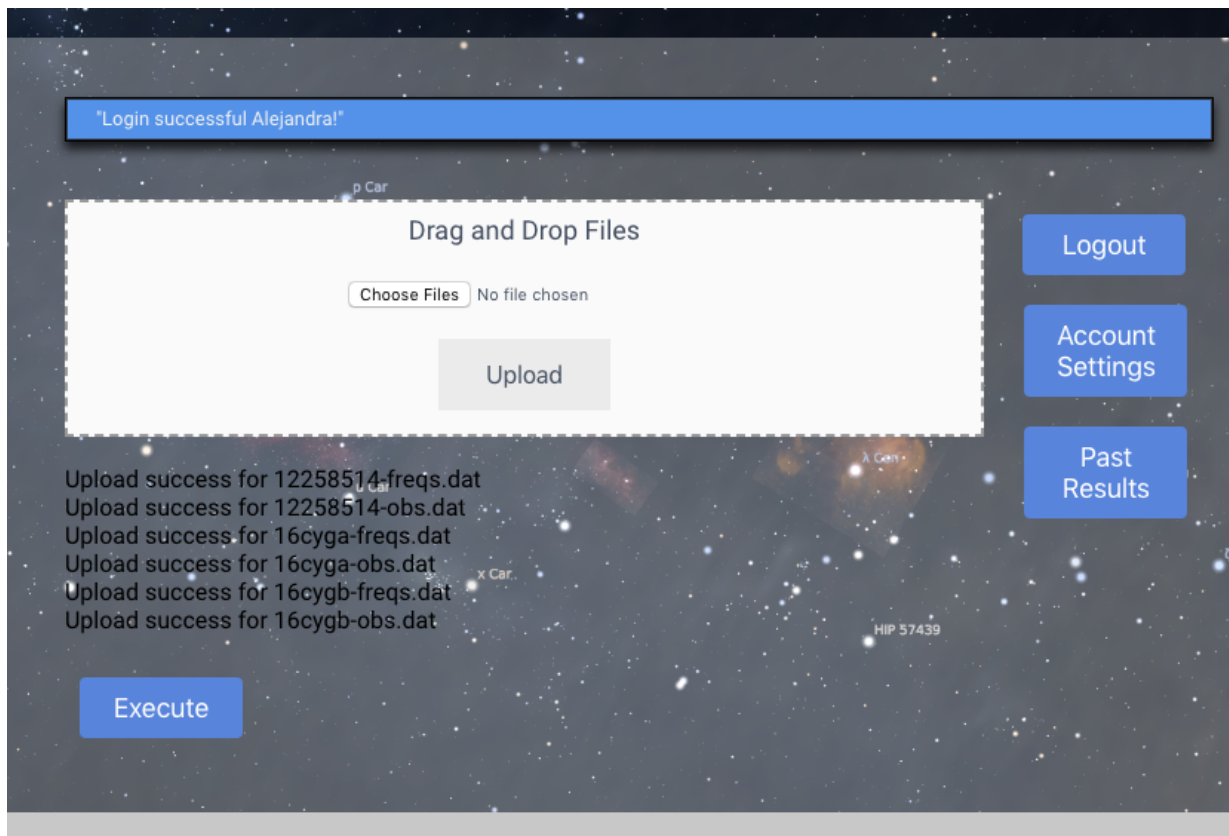 "Login successful Alejandra!"
p Car
Drag and Drop Files
Choose Files No file chosen
Upload
Logout
Account
Settings
Past
Results
λ Cen
Upload success for 12258514-freqs.dat
u Car
Upload success for 12258514-obs.dat
Upload success for 16cyga-freqs.dat
Upload success for 16cyga-obs.dat
x Car
Upload success for 16cygb-freqs.dat
Upload success for 16cygb-obs.dat
HIP 57439
Execute